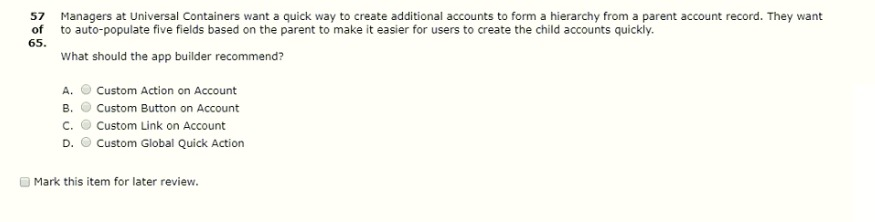 57 Managers at Universal Containers want a quick way to create additional accounts to form a hierarchy from a parent account record. They want
of to auto-populate five fields based on the parent to make it easier for users to create the child accounts quickly.
65.
What should the app builder recommend?
A. Custom Action on Account
B. Custom Button on Account
C. Custom Link on Account
D. Custom Global Quick Action
Mark this item for later review.